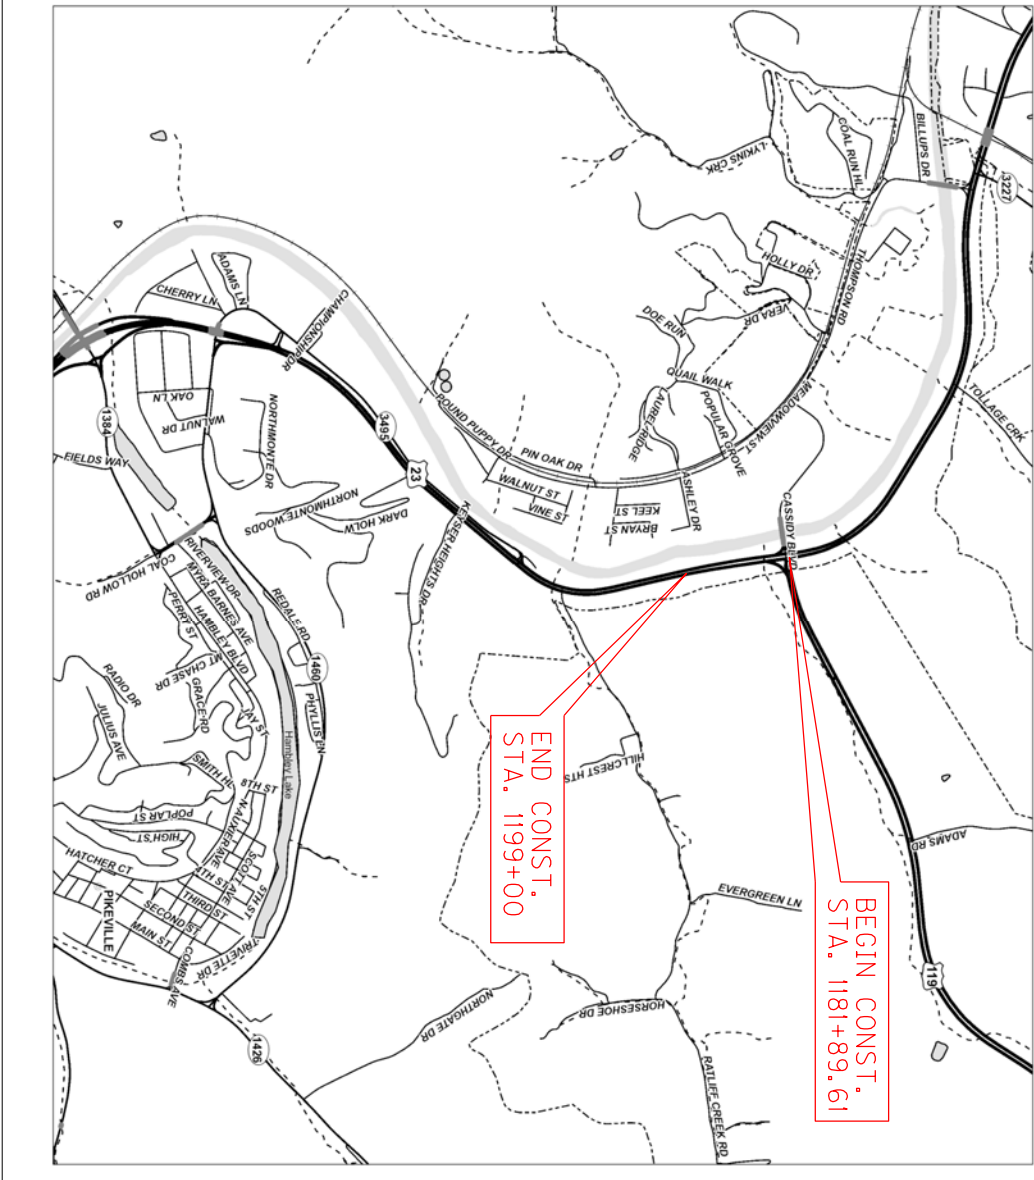 3227
BILLUPS DR
COAL RUN HL
LYKINS CRK
THOMPSON RD
HOLLY DR
VERA DR
DOE RUN
QUAIL WALK
POPULAR GROVE
LAURELRIDGE
MEADOWVIEW ST
TOLLAGE CRK
ADAMS LN
CHERRY LN
CHAMPIONSHIP DR
POUND PUPPY DR
PIN OAK DR
WALNUT ST
VINE ST
KEEL ST
BRYAN ST
ASHLEY DR
CASSIDY BLVD
3495
23
OAK LN
WALNUT DR
1384
FIELDS WAY
NORTHMONTE DR
NORTHMONTE WOODS
DARK HOLW
KEYSER HEIGHTS DR
COAL HOLLOW RD
RIVERVIEW DR
MYRA BARNES AVE
HAMBLEY BLVD
PERRY ST
MT CHASE DR
GRACE RD
REDALE RD
1460
PHYLLIS LN
RADIO DR
JULIUS AVE
JAY ST
SMITH HL
8TH ST
Hambley Lake
POPLAR ST
HIGH ST
N AUXIER AVE
HATCHER CT
4TH ST
SCOTT AVE
5TH ST
THIRD ST
SECOND ST
MAIN ST
PIKEVILLE
TRIVETTE DR
COMBS AVE
1426
NORTHGATE DR
HILLCREST HTS
EVERGREEN LN
HORSESHOE DR
RATLIFF CREEK RD
ADAMS RD
119
BEGIN CONST.
STA. 1181+89.61
END CONST.
STA. 1199+00